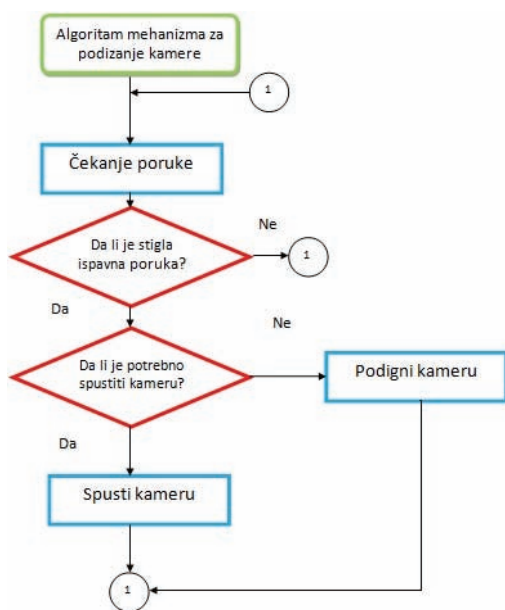 Algoritam mehanizma za
podizanje kamere
1
Čekanje poruke
Da li je stigla
ispavna poruka?
Ne
1
Da
Ne
Da li je potrebno
spustiti kameru?
Podigni kameru
Da
Spusti kameru
1